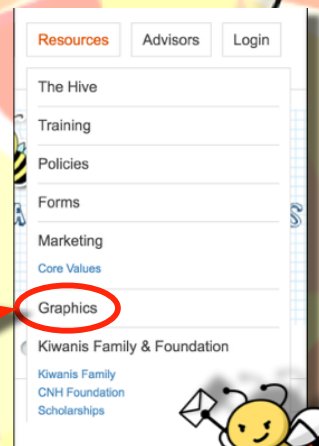 Resources Advisors Login
The Hive
Training
Policies
Forms
Marketing
Core Values
Graphics
Kiwanis Family & Foundation
Kiwanis Family
CNH Foundation
Scholarships